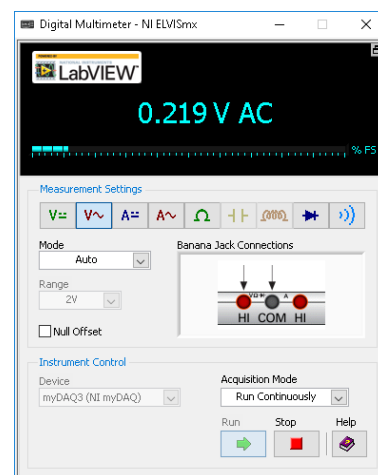 Digital Multimeter - NI ELVISmx
LabVIEW
0.219 V AC
% FS
Measurement Settings
V= V~ A= A~ Ω
Mode
Banana Jack Connections
Auto
Range
2V
VΩ A
HI COM HI
Null Offset
Instrument Control
Device
Acquisition Mode
myDAQ3 (NI myDAQ)
Run Continuously
Run Stop Help